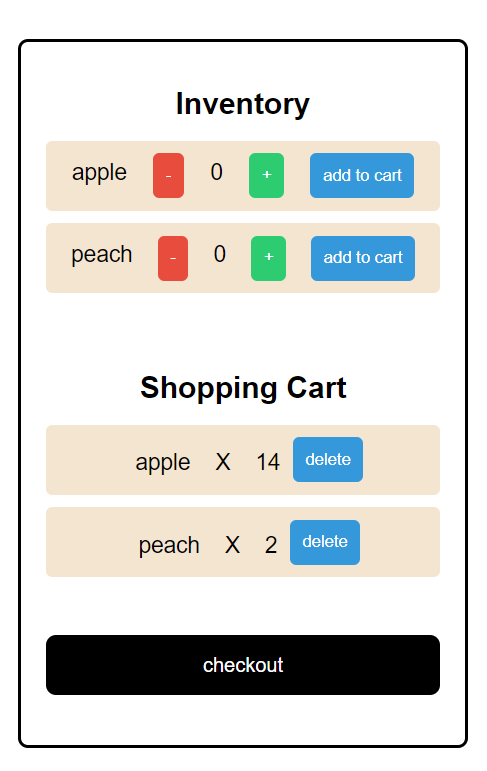 Inventory
apple - 0 + add to cart
peach - 0 + add to cart
Shopping Cart
apple X 14 delete
peach X 2 delete
checkout